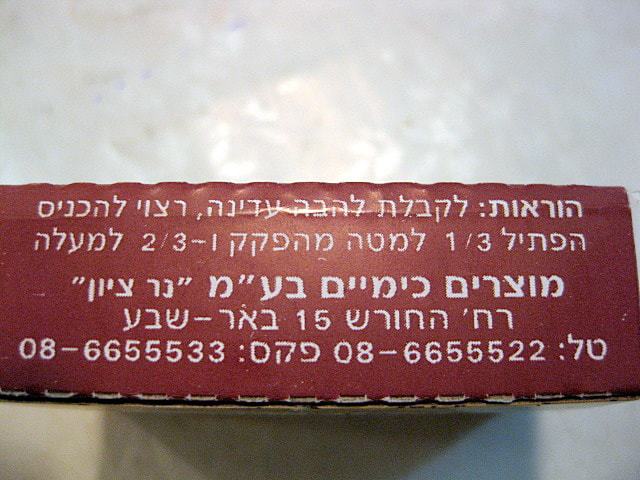 הוראות: לקבלת להבה עדינה, רצוי להכניס
הפתיל 1/3 למטה מהפקק ו-2/3 למעלה
מוצרים כימיים בע"מ "נר ציון"
רח' החורש 15 באר-שבע
טל: 08-6655522 פקס: 08-6655533